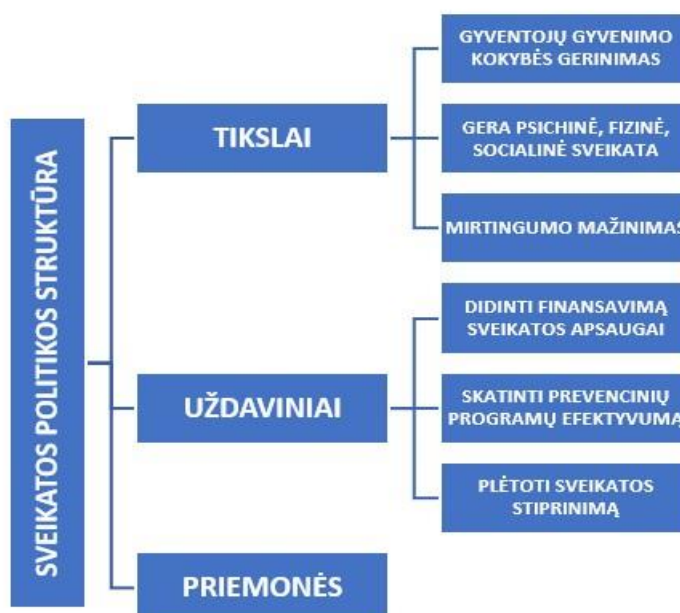 SVEIKATOS POLITIKOS STRUKTŪRA
TIKSLAI
GYVENTOJŲ GYVENIMO
KOKYBĖS GERINIMAS
GERA PSICHINĖ, FIZINĖ,
SOCIALINĖ SVEIKATA
MIRTINGUMO MAŽINIMAS
UŽDAVINIAI
DIDINTI FINANSAVIMĄ
SVEIKATOS APSAUGAI
SKATINTI PREVENCINIŲ
PROGRAMŲ EFEKTYVUMĄ
PLĖTOTI SVEIKATOS
STIPRINIMĄ
PRIEMONĖS